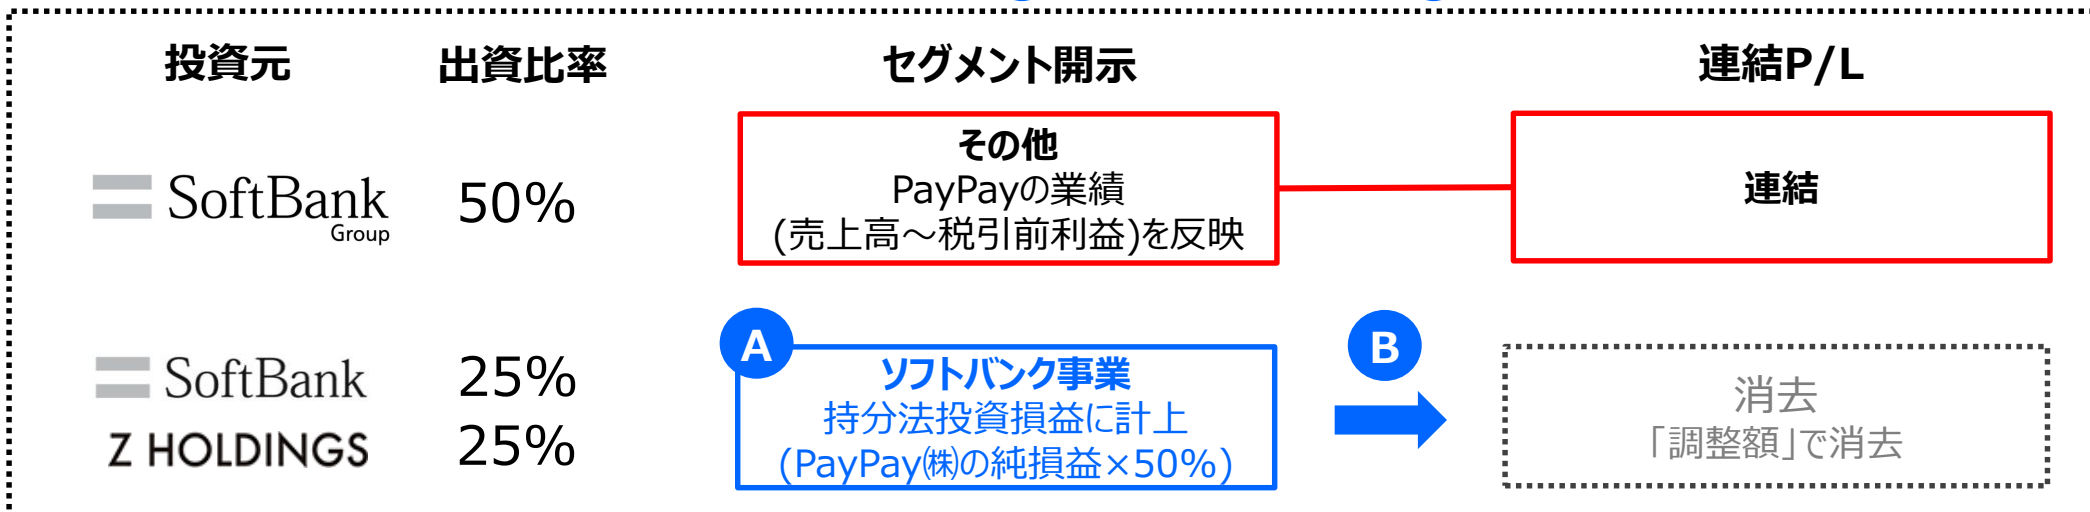 投資元 出資比率 セグメント開示 連結P/L
SoftBank
Group
50%
その他
PayPayの業績
(売上高～税引前利益)を反映
連結
SoftBank 25%
Z HOLDINGS 25%
A
ソフトバンク事業
持分法投資損益に計上
(PayPay㈱の純損益×50%)
B
消去
「調整額」で消去